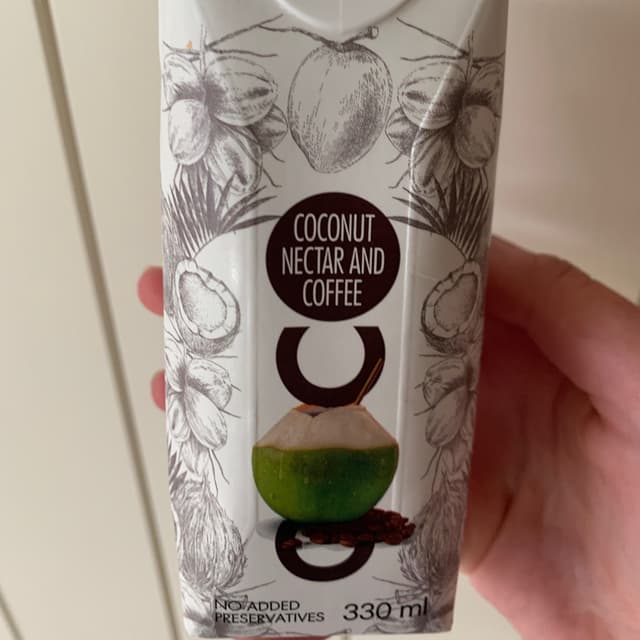 COCONUT
NECTAR AND
COFFEE
NO ADDED
PRESERVATIVES
330 ml